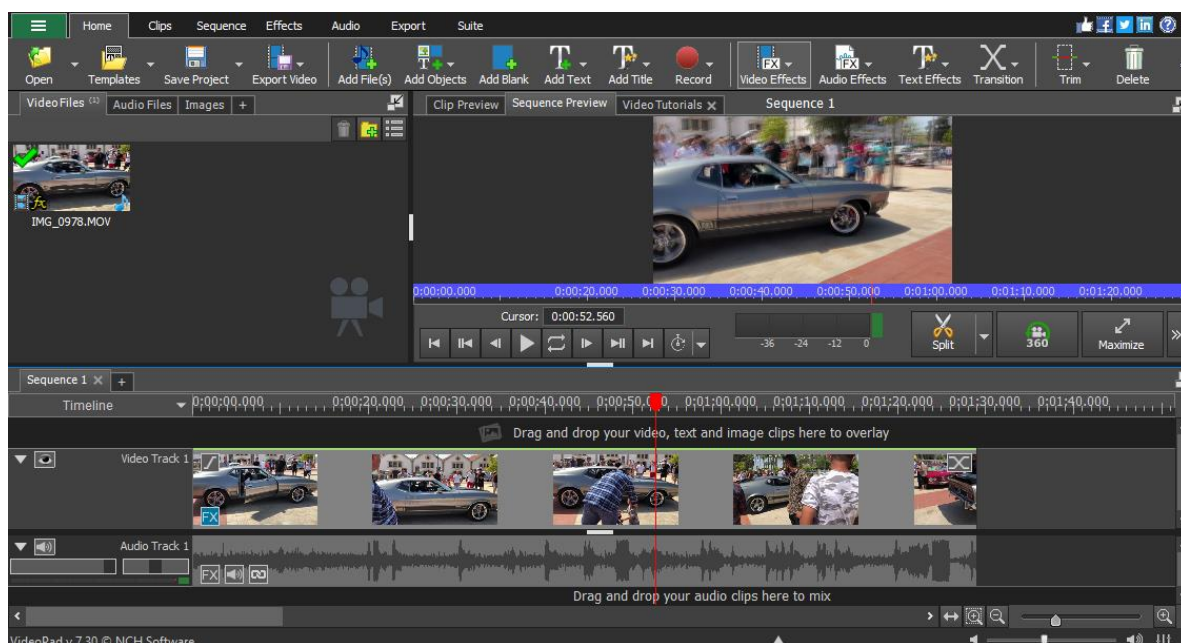 Home Clips Sequence Effects Audio Export Suite
Open Templates Save Project Export Video Add File(s) Add Objects Add Blank Add Text Add Title Record Video Effects Audio Effects Text Effects Transition Trim Delete
Video Files (1) Audio Files Images +
Clip Preview Sequence Preview Video Tutorials Sequence 1
IMG_0978.MOV
0:00:00.000 0:00:20.000 0:00:30.000 0:00:40.000 0:00:50.000 0:01:00.000 0:01:10.000 0:01:20.000
Cursor: 0:00:52.560
-36 -24 -12 0
Split 360 Maximize
Sequence 1 +
Timeline 0:00:00.000 0:00:20.000 0:00:30.000 0:00:40.000 0:00:50.000 0:01:00.000 0:01:10.000 0:01:20.000 0:01:30.000 0:01:40.000
Drag and drop your video, text and image clips here to overlay
Video Track 1
FX
Audio Track 1
FX
Drag and drop your audio clips here to mix
VideoPad v 7.30 © NCH Software